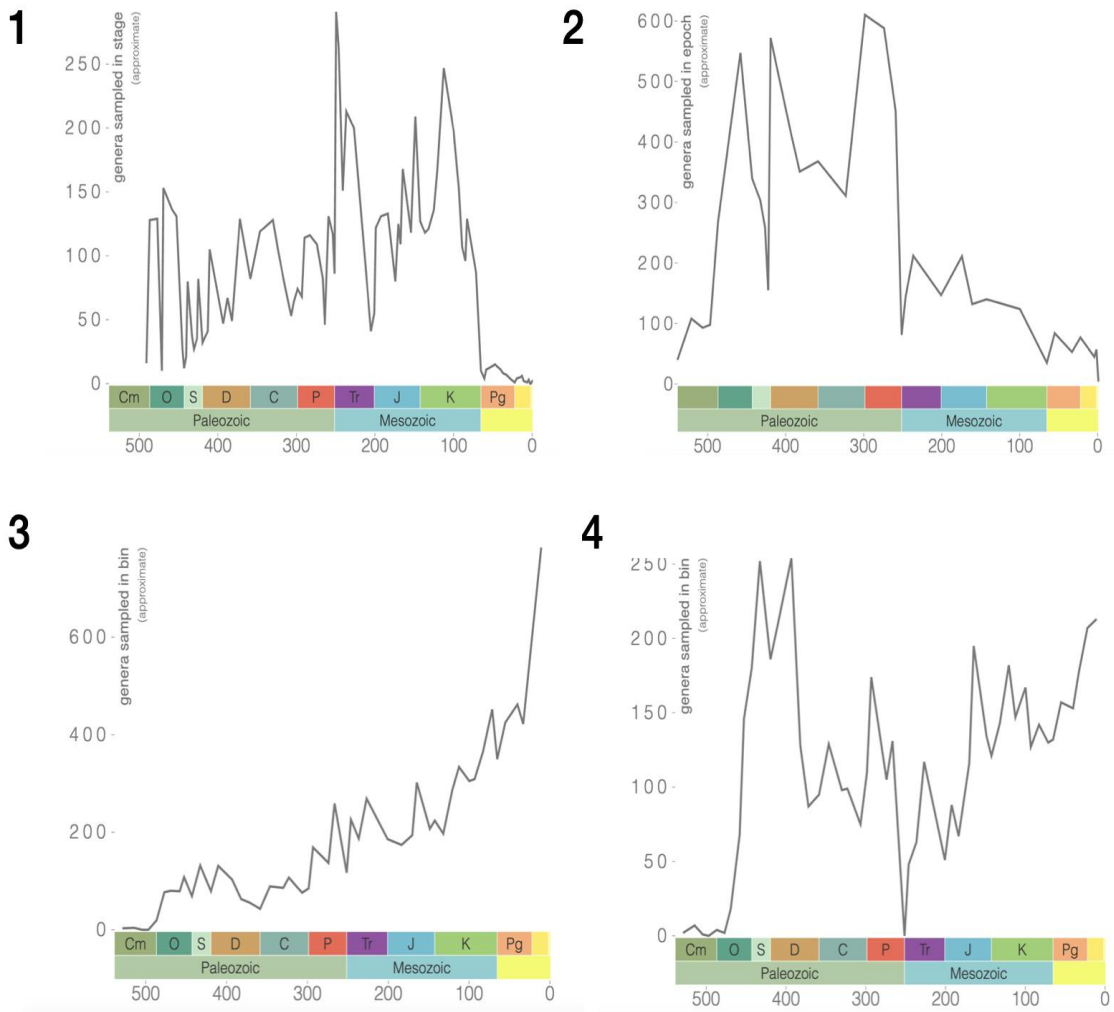 1
genera sampled in stage
(approximate)
250
200
150
100
50
0
Cm O S D C P Tr J K Pg
Paleozoic Mesozoic
500 400 300 200 100 0
2
genera sampled in epoch
(approximate)
600
500
400
300
200
100
0
Paleozoic Mesozoic
500 400 300 200 100 0
3
genera sampled in bin
(approximate)
600
400
200
0
Cm O S D C P Tr J K Pg
Paleozoic Mesozoic
500 400 300 200 100 0
4
genera sampled in bin
(approximate)
250
200
150
100
50
0
Cm O S D C P Tr J K Pg
Paleozoic Mesozoic
500 400 300 200 100 0